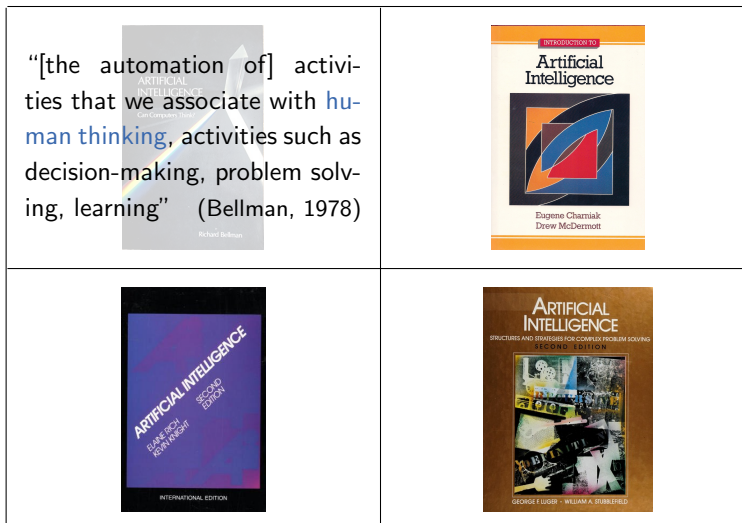 “[the automation of] activi-
ties that we associate with hu-
man thinking, activities such as
decision-making, problem solv-
ing, learning” (Bellman, 1978)
ARTIFICIAL
INTELLIGENCE
Can Computers Think?
Richard Bellman
INTRODUCTION TO
Artificial
Intelligence
Eugene Charniak
Drew McDermott
ARTIFICIAL INTELLIGENCE
SECOND
EDITION
ELAINE RICH
KEVIN KNIGHT
INTERNATIONAL EDITION
ARTIFICIAL
INTELLIGENCE
STRUCTURES AND STRATEGIES FOR COMPLEX PROBLEM SOLVING
SECOND EDITION
GEORGE F. LUGER • WILLIAM A. STUBBLEFIELD